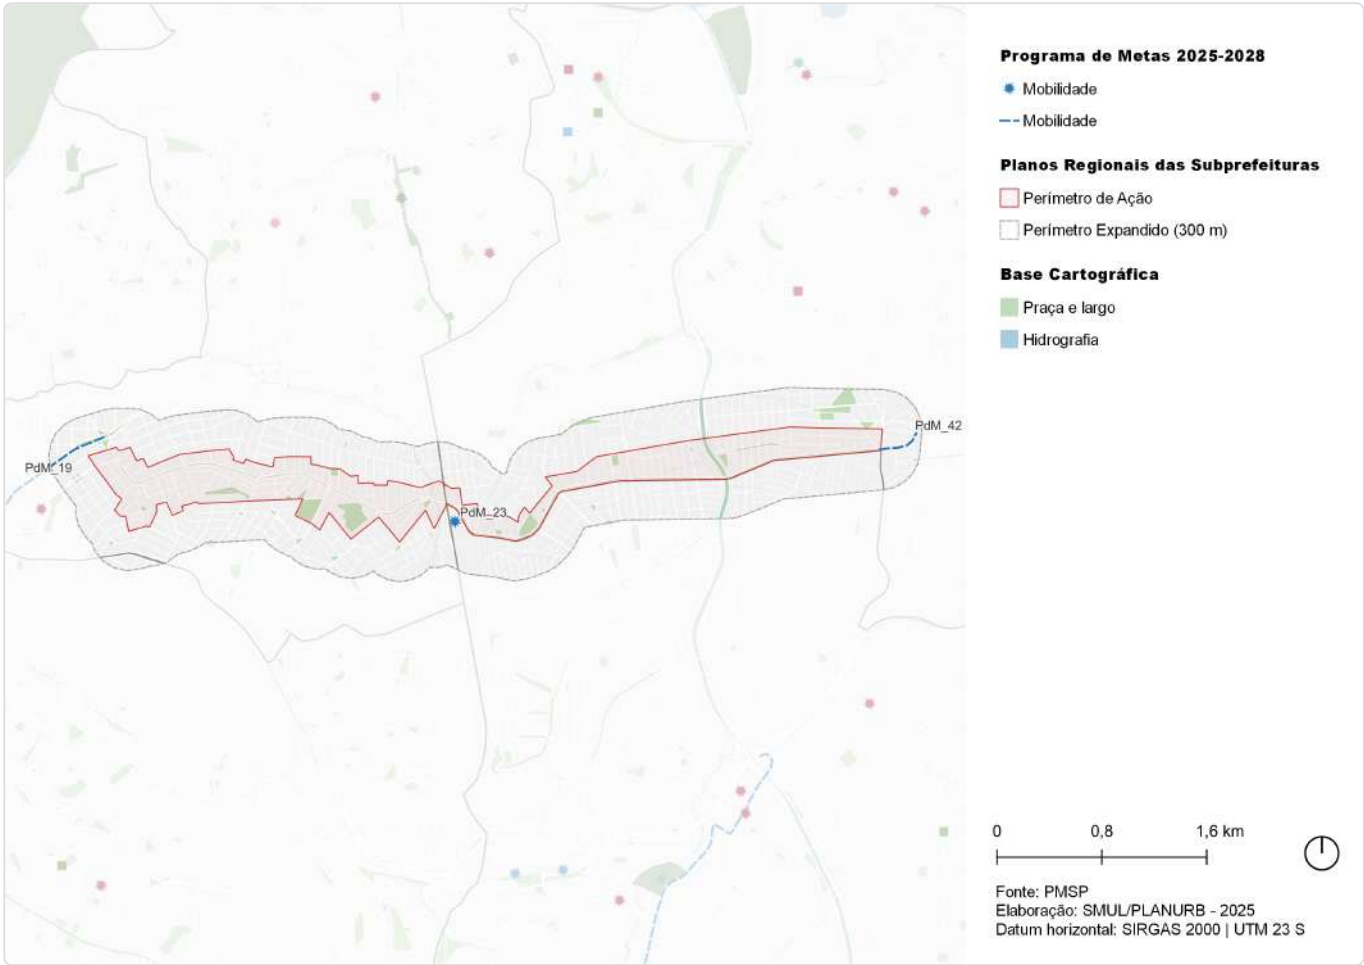 Programa de Metas 2025-2028
Mobilidade
Mobilidade
Planos Regionais das Subprefeituras
Perímetro de Ação
Perímetro Expandido (300 m)
Base Cartográfica
Praça e largo
Hidrografia
PdM_42
PdM_19
PdM_23
0 0,8 1,6 km
Fonte: PMSP
Elaboração: SMUL/PLANURB - 2025
Datum horizontal: SIRGAS 2000 | UTM 23 S